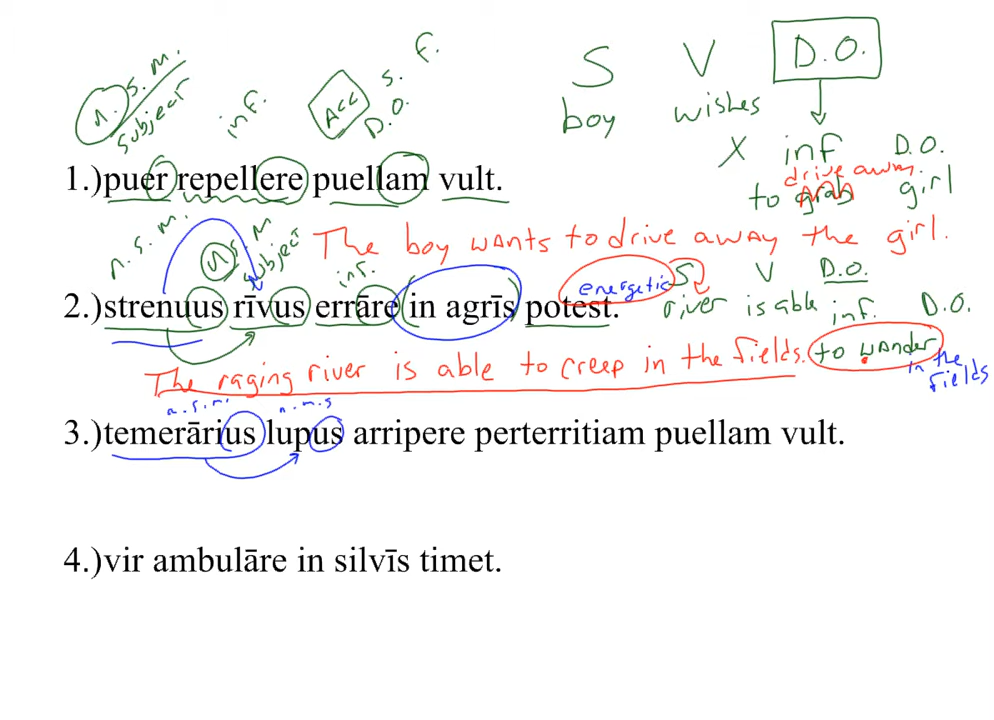 n. s. m. subject
inf.
Acc s. f. D.O.
S V D.O.
boy wishes
X inf D.O.
drive away
to grab girl
1.)puer repellere puellam vult.
The boy wants to drive away the girl.
n. s. m.
n s. m subject
inf.
energetic S V D.O.
2.)strenuus rīvus errāre in agrīs potest.
river is able inf. D.O.
to wander
in the fields
The raging river is able to creep in the fields.
n. s. m. n. m. s
3.)temerārius lupus arripere perterritiam puellam vult.
4.)vir ambulāre in silvīs timet.